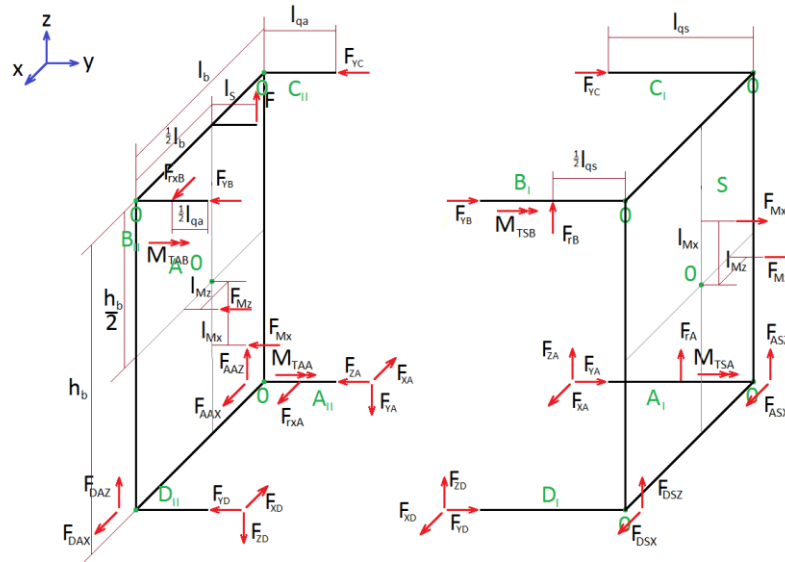 z
x
y
l_qa
l_b
F_YC
0
C_II
l_s
F
½l_b
F_rxB
F_YB
0
½l_qa
B_II
M_TAB
A
0
h_b/2
l_Mz
F_Mz
l_Mx
F_Mx
F_AAZ
M_TAA
F_ZA
F_XA
h_b
F_AAX
0
F_rxA
A_II
F_YA
F_DAZ
D_II
F_YD
F_XD
F_DAX
F_ZD
l_qs
F_YC
C_I
0
½l_qs
B_I
S
F_YB
M_TSB
F_rB
0
F_Mx
l_Mx
l_Mz
0
F_ZA
F_YA
F_rA
M_TSA
F_ASZ
F_XA
A_I
0
F_ASX
F_ZD
D_I
F_DSZ
F_XD
F_YD
0
F_DSX